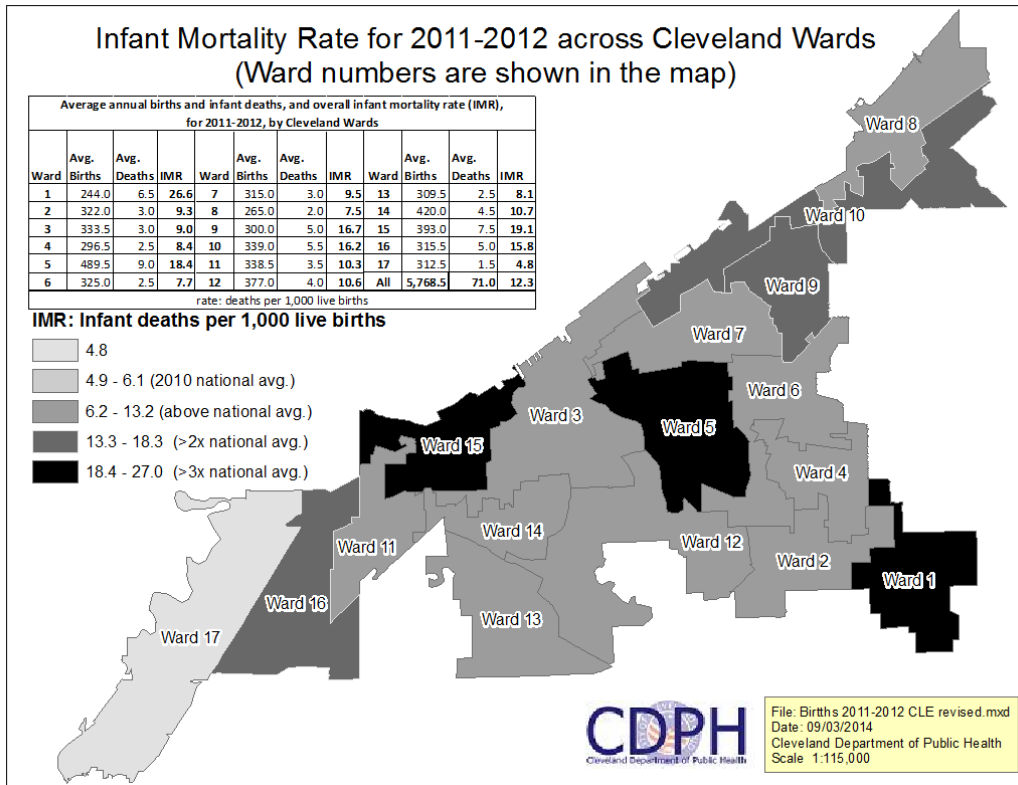 Infant Mortality Rate for 2011-2012 across Cleveland Wards
(Ward numbers are shown in the map)
Average annual births and infant deaths, and overall infant mortality rate (IMR),
for 2011-2012, by Cleveland Wards
Ward Avg. Births Avg. Deaths IMR Ward Avg. Births Avg. Deaths IMR Ward Avg. Births Avg. Deaths IMR
1 244.0 6.5 26.6 7 315.0 3.0 9.5 13 309.5 2.5 8.1
2 322.0 3.0 9.3 8 265.0 2.0 7.5 14 420.0 4.5 10.7
3 333.5 3.0 9.0 9 300.0 5.0 16.7 15 393.0 7.5 19.1
4 296.5 2.5 8.4 10 339.0 5.5 16.2 16 315.5 5.0 15.8
5 489.5 9.0 18.4 11 338.5 3.5 10.3 17 312.5 1.5 4.8
6 325.0 2.5 7.7 12 377.0 4.0 10.6 All 5,768.5 71.0 12.3
rate: deaths per 1,000 live births
IMR: Infant deaths per 1,000 live births
4.8
4.9 - 6.1 (2010 national avg.)
6.2 - 13.2 (above national avg.)
13.3 - 18.3 (>2x national avg.)
18.4 - 27.0 (>3x national avg.)
Ward 8
Ward 10
Ward 9
Ward 7
Ward 6
Ward 3
Ward 5
Ward 15
Ward 4
Ward 14
Ward 11
Ward 12
Ward 2
Ward 1
Ward 16
Ward 13
Ward 17
CDPH
Cleveland Department of Public Health
File: Birtths 2011-2012 CLE revised.mxd
Date: 09/03/2014
Cleveland Department of Public Health
Scale 1:115,000